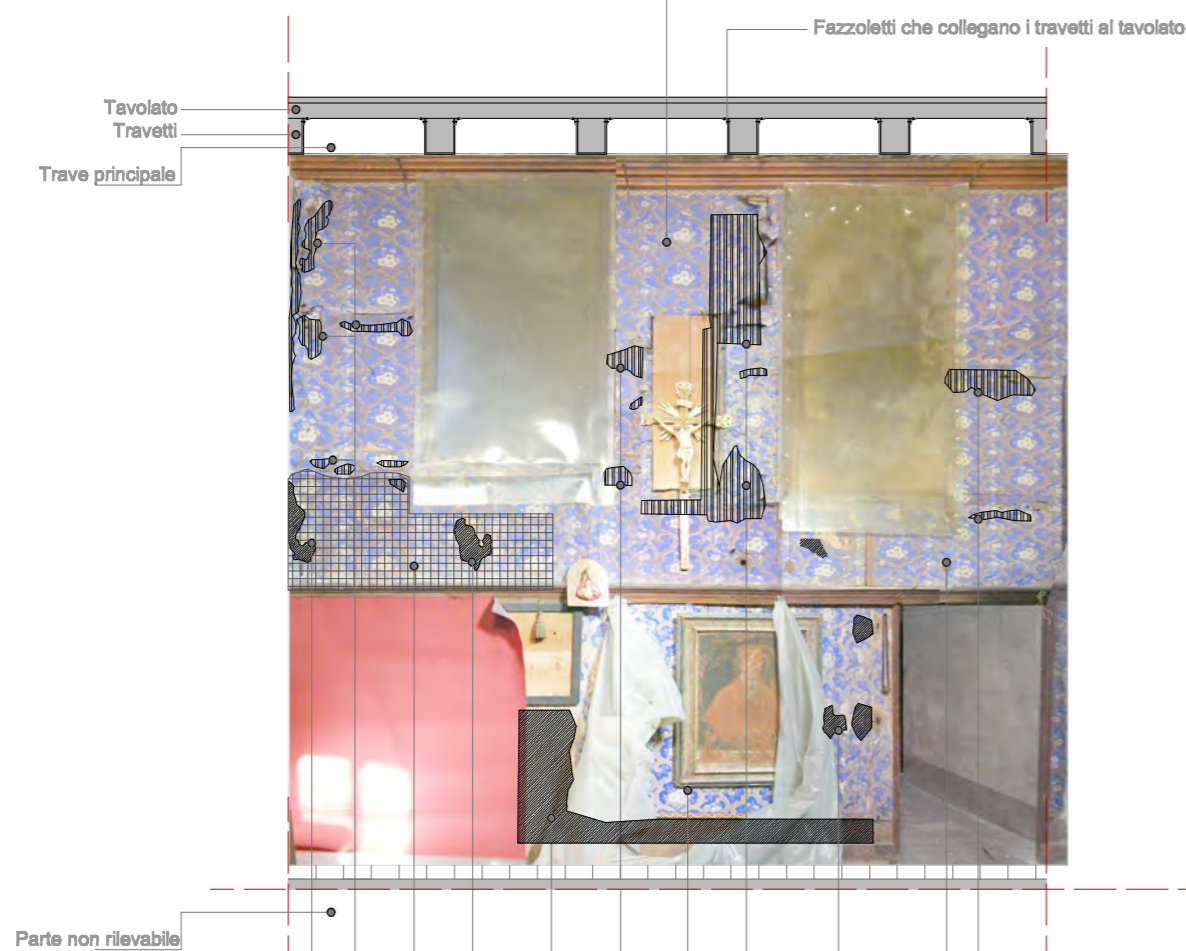 Fazzoletti che collegano i travetti al tavolato
Tavolato
Travetti
Trave principale
Parte non rilevabile